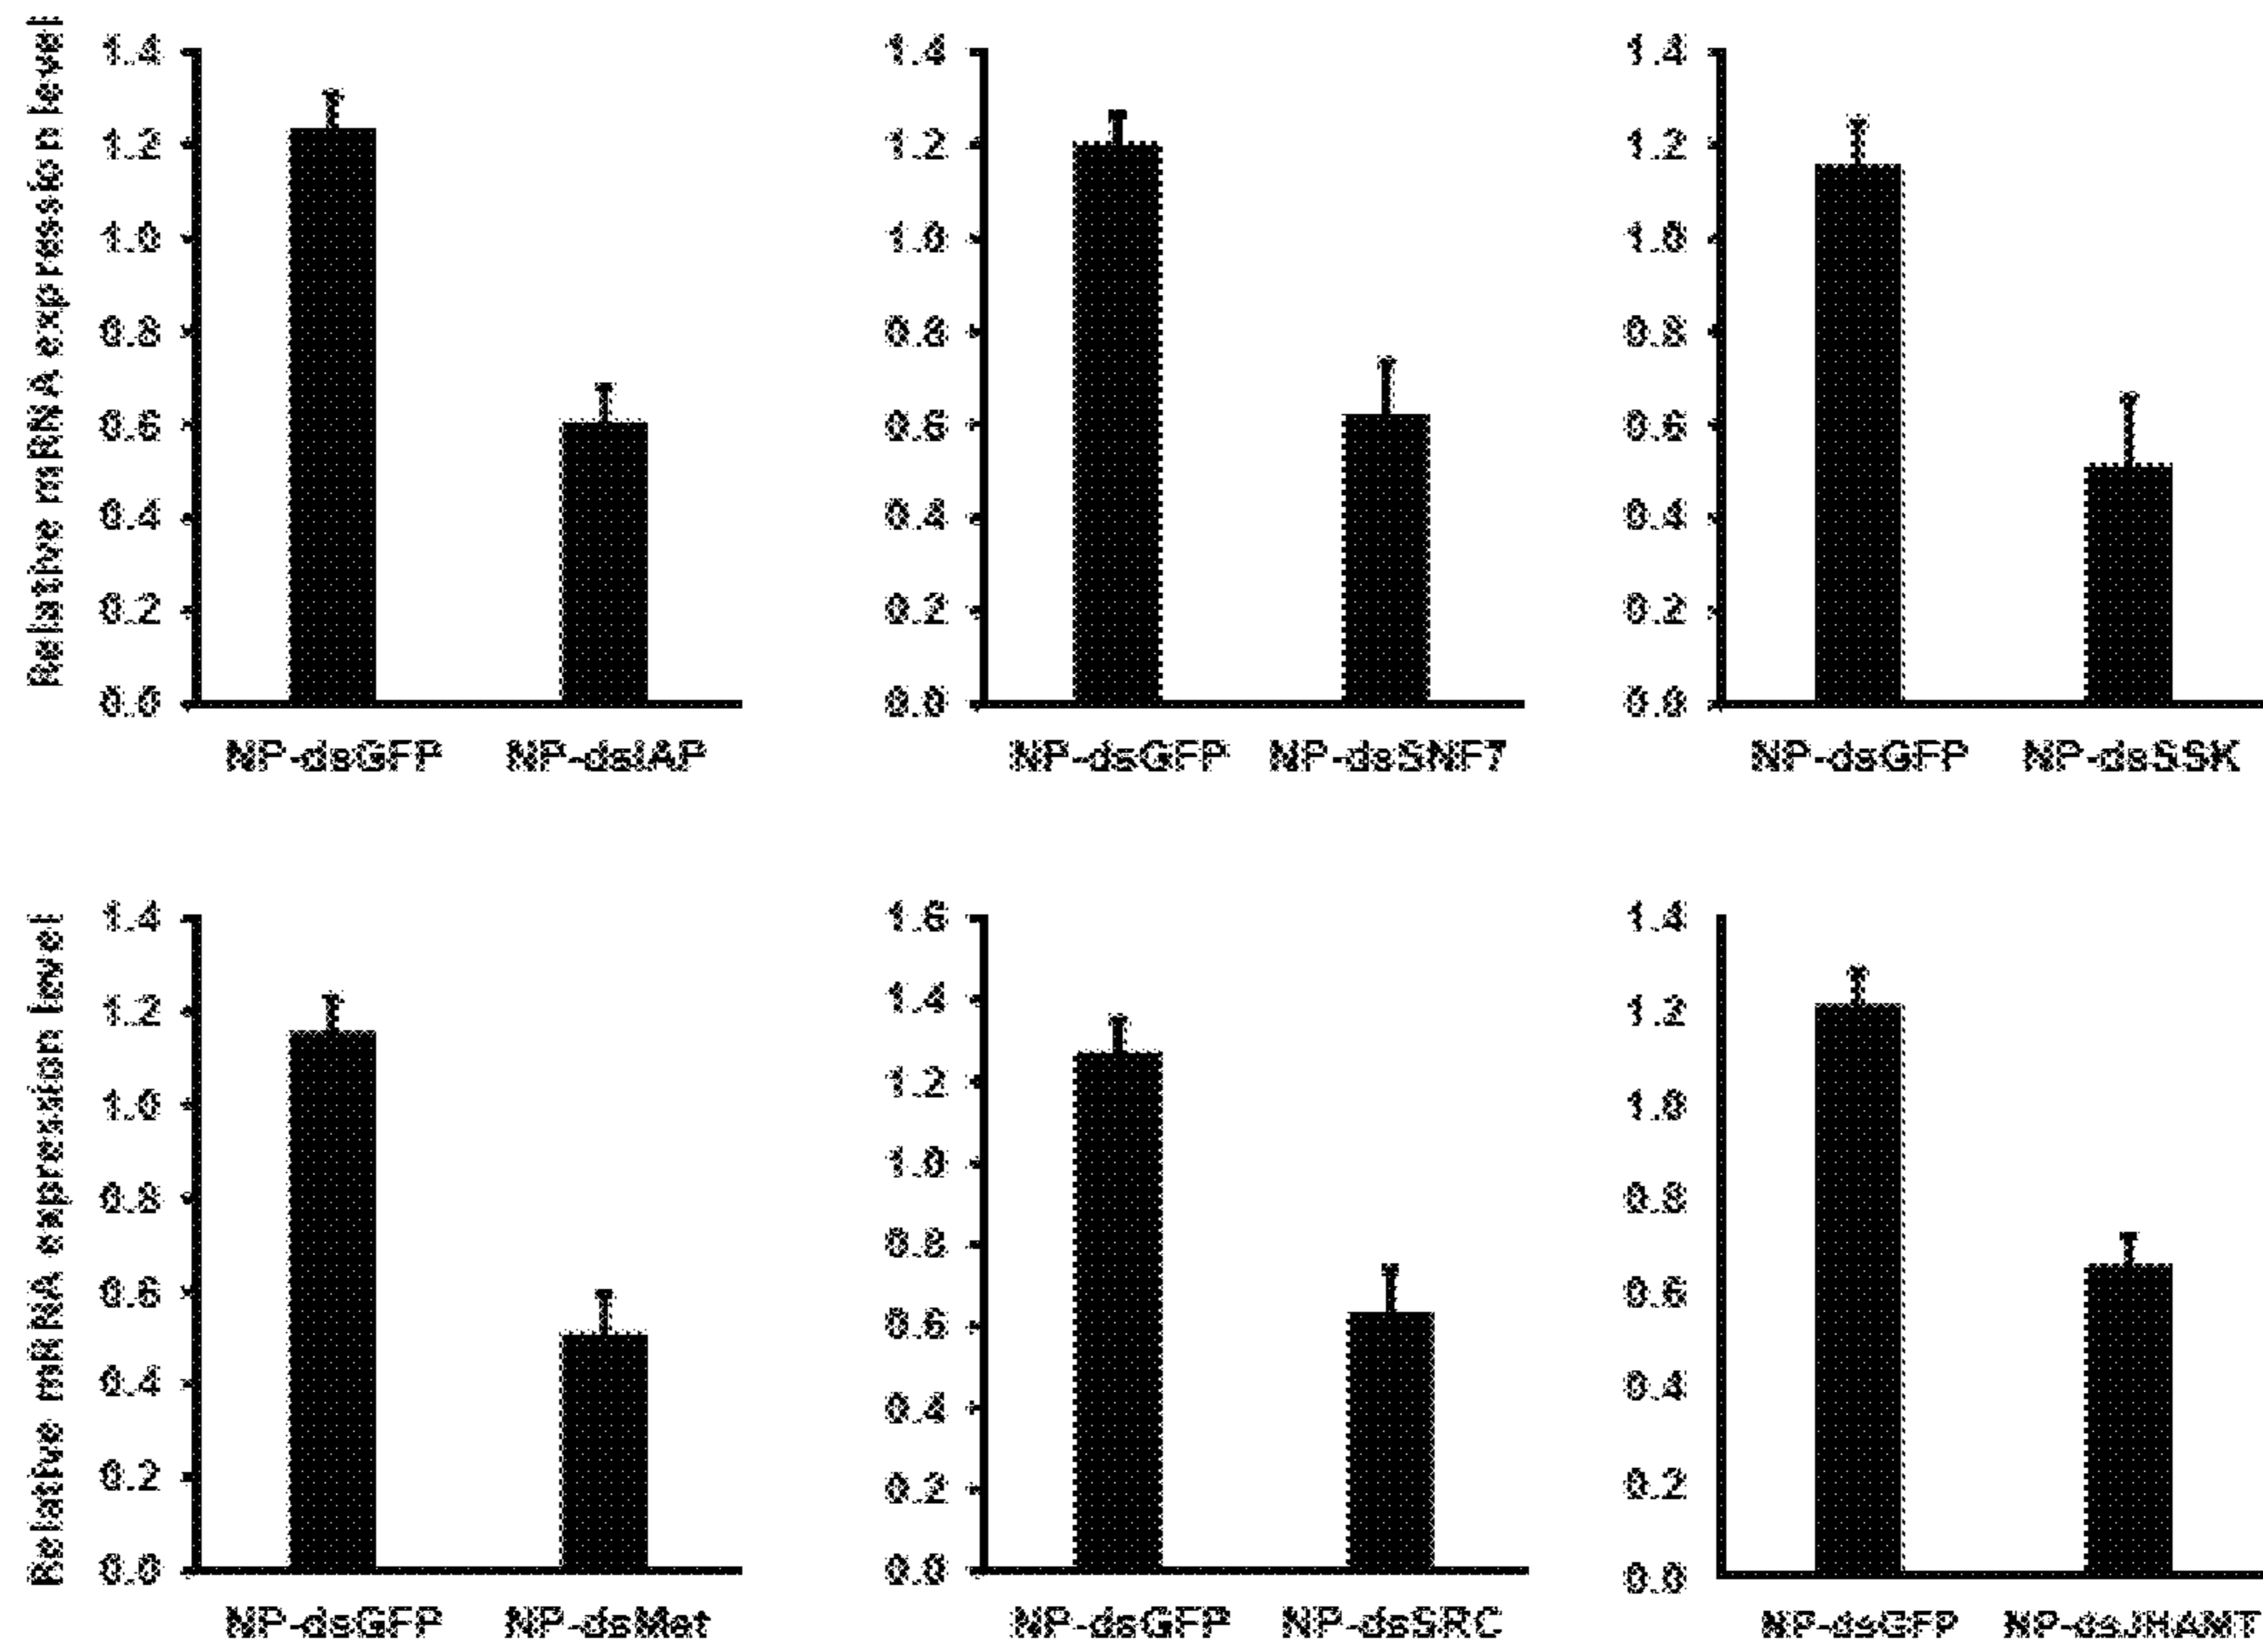 Relative mRNA expression level
1.4 1.2 1.0 0.8 0.6 0.4 0.2 0.0
NP-dsGFP NP-dsIAP
1.4 1.2 1.0 0.8 0.6 0.4 0.2 0.0
NP-dsGFP NP-dsSNF7
1.4 1.2 1.0 0.8 0.6 0.4 0.2 0.0
NP-dsGFP NP-dsSSK
Relative mRNA expression level
1.4 1.2 1.0 0.8 0.6 0.4 0.2 0.0
NP-dsGFP NP-dsMet
1.6 1.4 1.2 1.0 0.8 0.6 0.4 0.2 0.0
NP-dsGFP NP-dsSRC
1.4 1.2 1.0 0.8 0.6 0.4 0.2 0.0
NP-dsGFP NP-dsJHAMT